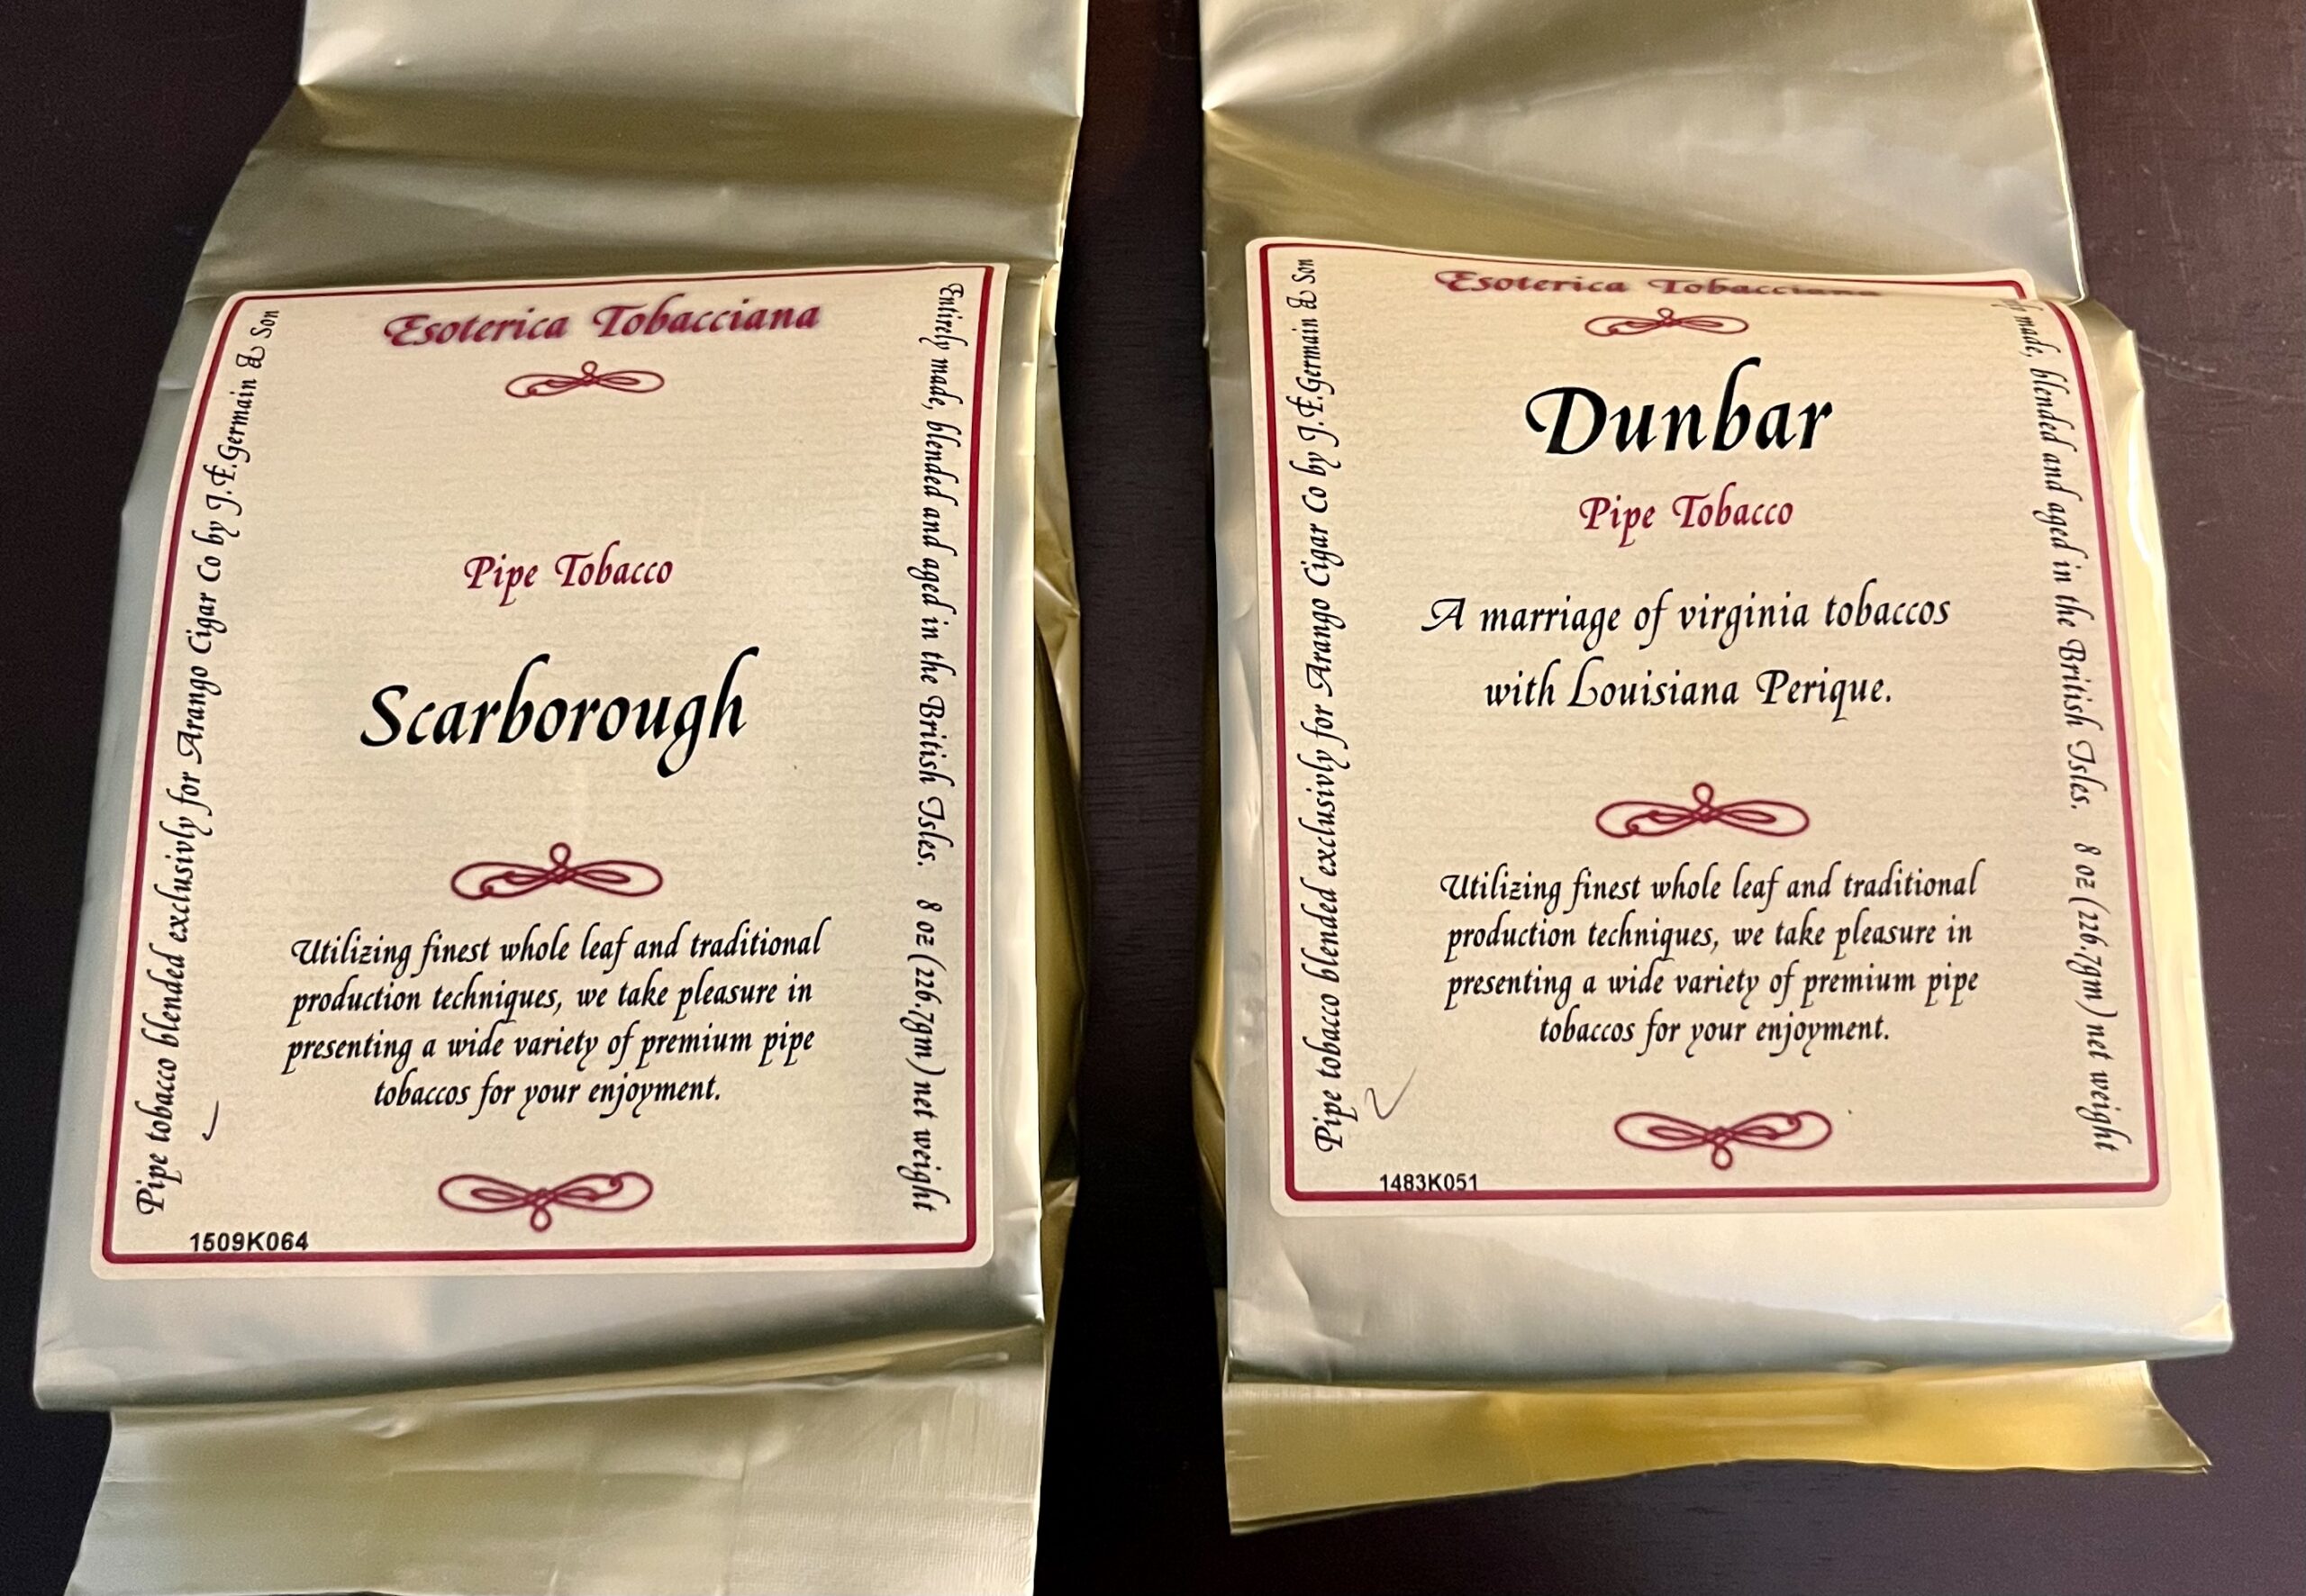 Esoterica Tobacciana
Pipe Tobacco
Scarborough
Utilizing finest whole leaf and traditional
production techniques, we take pleasure in
presenting a wide variety of premium pipe
tobaccos for your enjoyment.
Pipe tobacco blended exclusivly for Arango Cigar Co by J.F.Germain & Son
Entirely made, blended and aged in the British Isles. 8 oz (226.7gm) net weight
1509K064
Esoterica Tobacciana
Dunbar
Pipe Tobacco
A marriage of virginia tobaccos
with Louisiana Perique.
Utilizing finest whole leaf and traditional
production techniques, we take pleasure in
presenting a wide variety of premium pipe
tobaccos for your enjoyment.
Pipe tobacco blended exclusivly for Arango Cigar Co by J.F.Germain & Son
made, blended and aged in the British Isles. 8 oz (226.7gm) net weight
1483K051